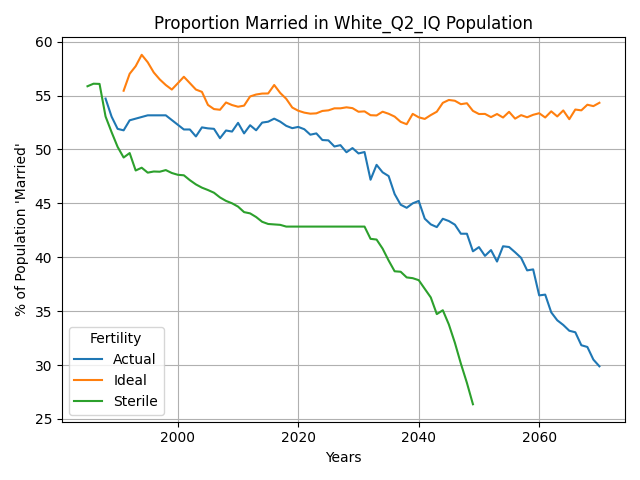 Proportion Married in White_Q2_IQ Population
% of Population 'Married'
60
55
50
45
40
35
30
25
Fertility
Actual
Ideal
Sterile
2000
2020
2040
2060
Years